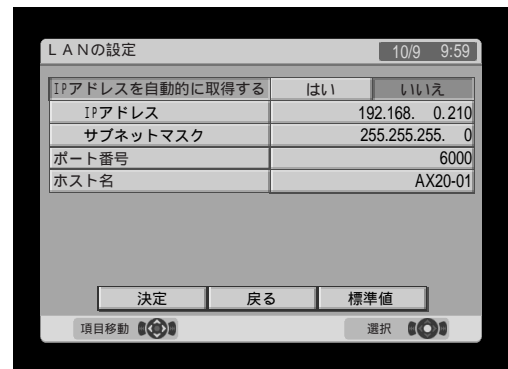 LANの設定 10/9 9:59
IPアドレスを自動的に取得する はい いいえ
IPアドレス 192.168. 0.210
サブネットマスク 255.255.255. 0
ポート番号 6000
ホスト名 AX20-01
決定 戻る 標準値
項目移動 選択